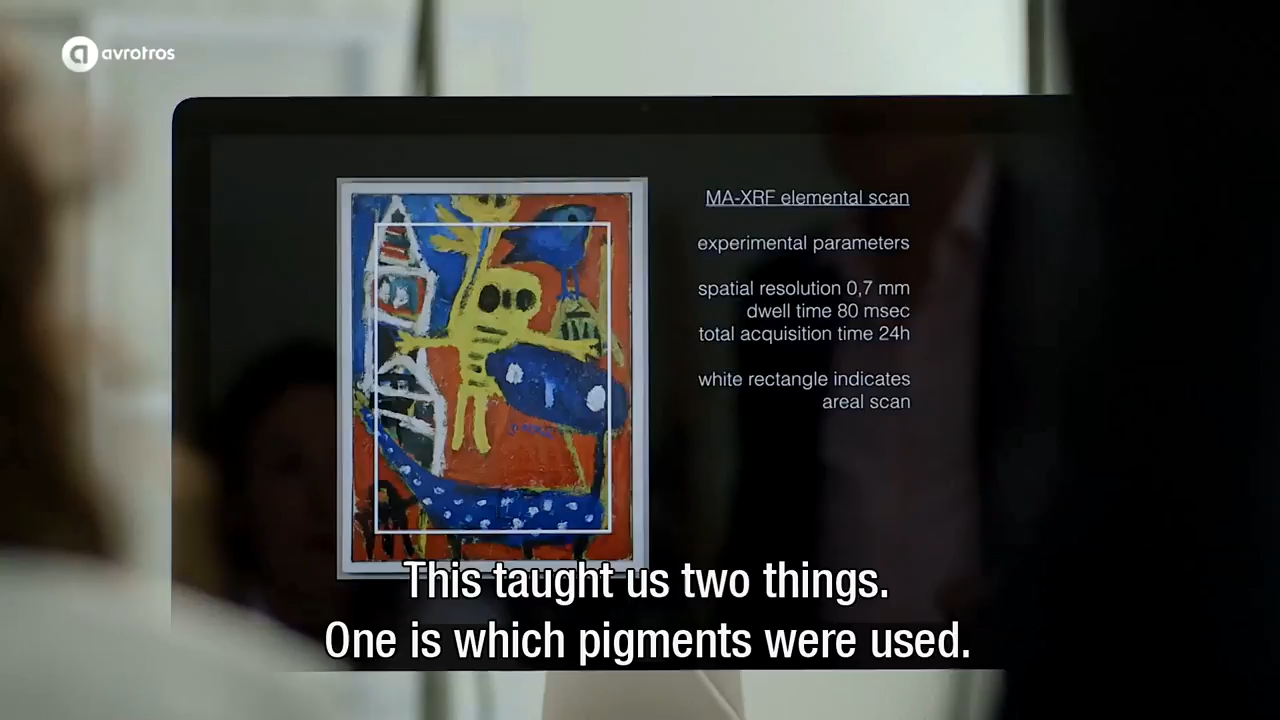 avrotros
MA-XRF elemental scan
experimental parameters
spatial resolution 0,7 mm
dwell time 80 msec
total acquisition time 24h
white rectangle indicates
areal scan
This taught us two things.
One is which pigments were used.